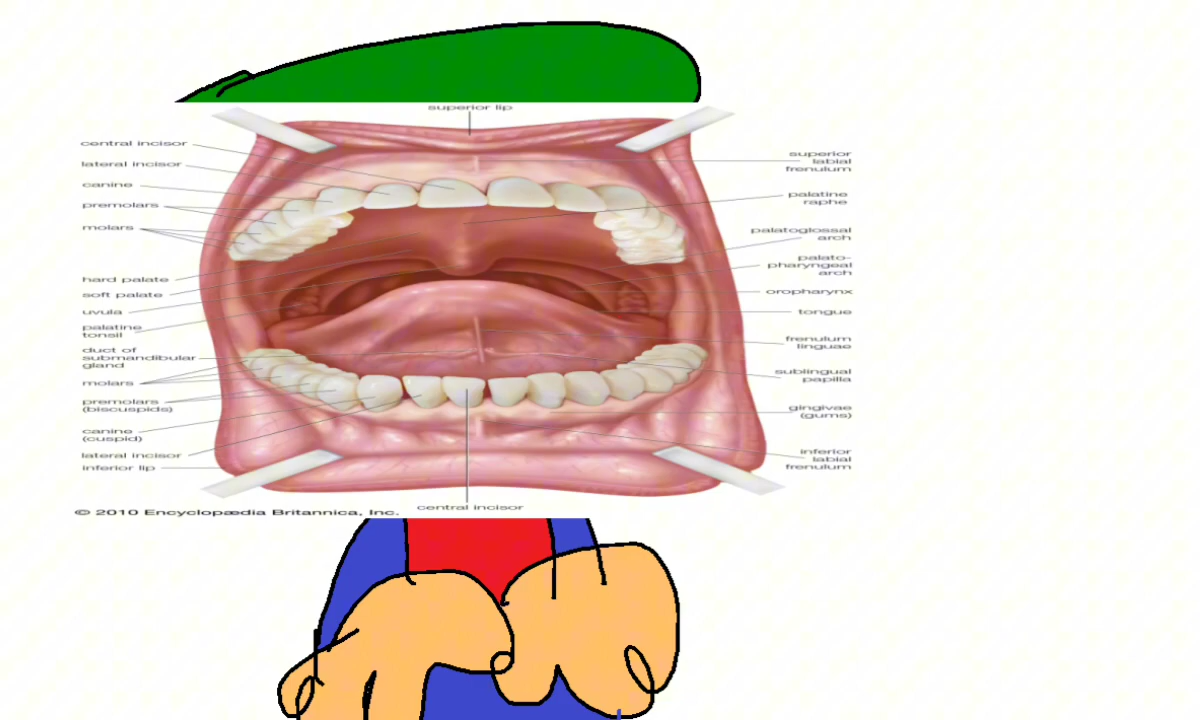 superior lip
central incisor
lateral incisor
canine
premolars
molars
hard palate
soft palate
uvula
palatine
tonsil
duct of
submandibular
gland
molars
premolars
(biscuspids)
canine
(cuspid)
lateral incisor
inferior lip
superior
labial
frenulum
palatine
raphe
palatoglossal
arch
palato-
pharyngeal
arch
oropharynx
tongue
frenulum
linguae
sublingual
papilla
gingivae
(gums)
inferior
labial
frenulum
central incisor
© 2010 Encyclopædia Britannica, Inc.